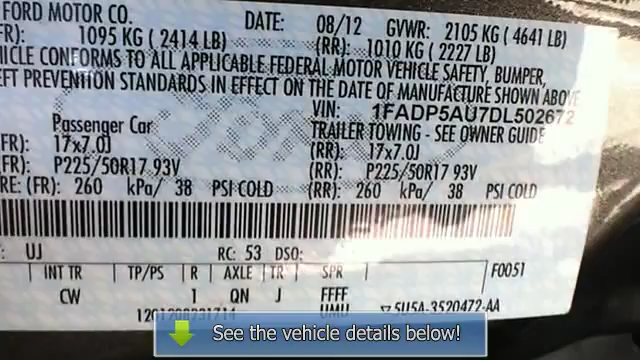 FORD MOTOR CO. DATE: 08/12 GVWR: 2105 KG ( 4641 LB)
FR): 1095 KG ( 2414 LB) (RR): 1010 KG ( 2227 LB)
HICLE CONFORMS TO ALL APPLICABLE FEDERAL MOTOR VEHICLE SAFETY, BUMPER,
EFT PREVENTION STANDARDS IN EFFECT ON THE DATE OF MANUFACTURE SHOWN ABOVE
VIN: 1FADP5AU7DL502672
Passenger Car TRAILER TOWING - SEE OWNER GUIDE
(FR): 17x7.0J (RR): 17x7.0J
P225/50R17 93V (RR): P225/50R17 93V
RE: (FR): 260 kPa/ 38 PSI COLD (RR): 260 kPa/ 38 PSI COLD
UJ RC: 53 DSO:
INT TR TP/PS R AXLE TR SPR F0051
CW 1 QN J FFFF
UMU 5U5A-3520472-AA
See the vehicle details below!